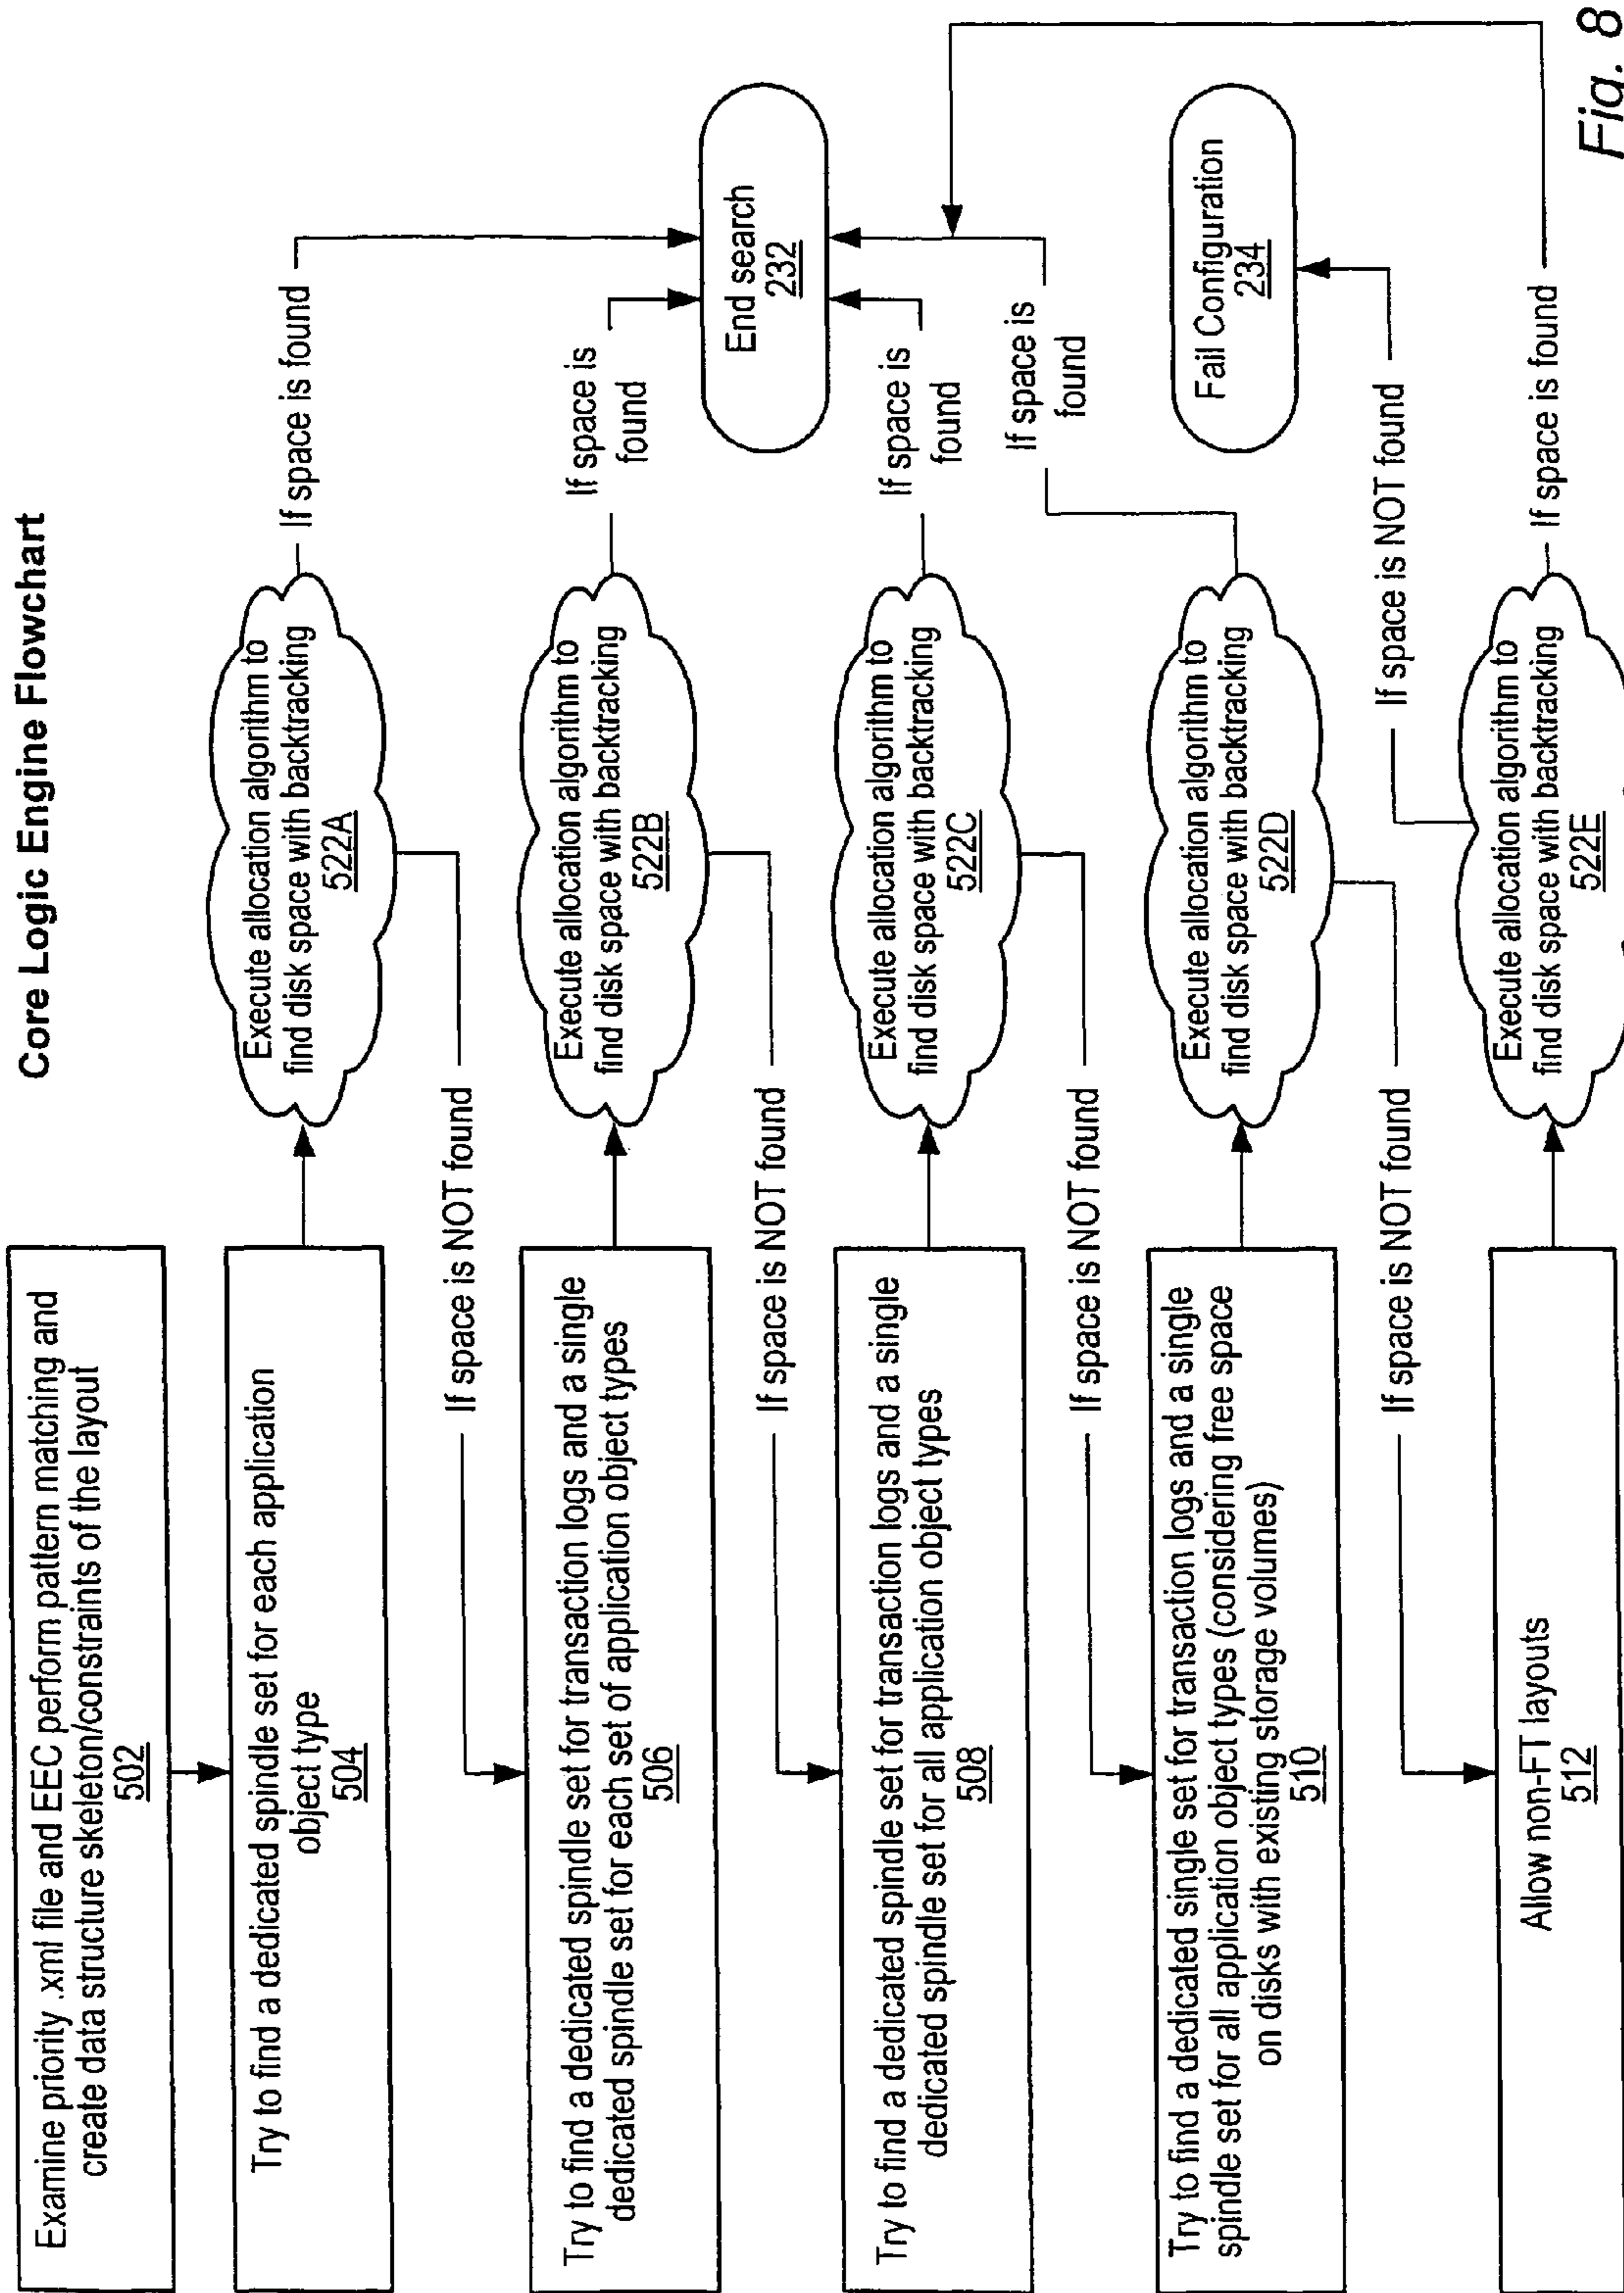 Core Logic Engine Flowchart
Examine priority .xml file and EEC perform pattern matching and
create data structure skeleton/constraints of the layout
502
Try to find a dedicated spindle set for each application
object type
504
Execute allocation algorithm to
find disk space with backtracking
522A
If space is found
If space is NOT found
Try to find a dedicated spindle set for transaction logs and a single
dedicated spindle set for each set of application object types
506
Execute allocation algorithm to
find disk space with backtracking
522B
If space is
found
End search
232
If space is NOT found
Try to find a dedicated spindle set for transaction logs and a single
dedicated spindle set for all application object types
508
Execute allocation algorithm to
find disk space with backtracking
522C
If space is
found
If space is NOT found
Try to find a dedicated single set for transaction logs and a single
spindle set for all application object types (considering free space
on disks with existing storage volumes)
510
Execute allocation algorithm to
find disk space with backtracking
522D
If space is
found
Fail Configuration
234
If space is NOT found
If space is NOT found
Allow non-FT layouts
512
Execute allocation algorithm to
find disk space with backtracking
522E
If space is found
Fig. 8